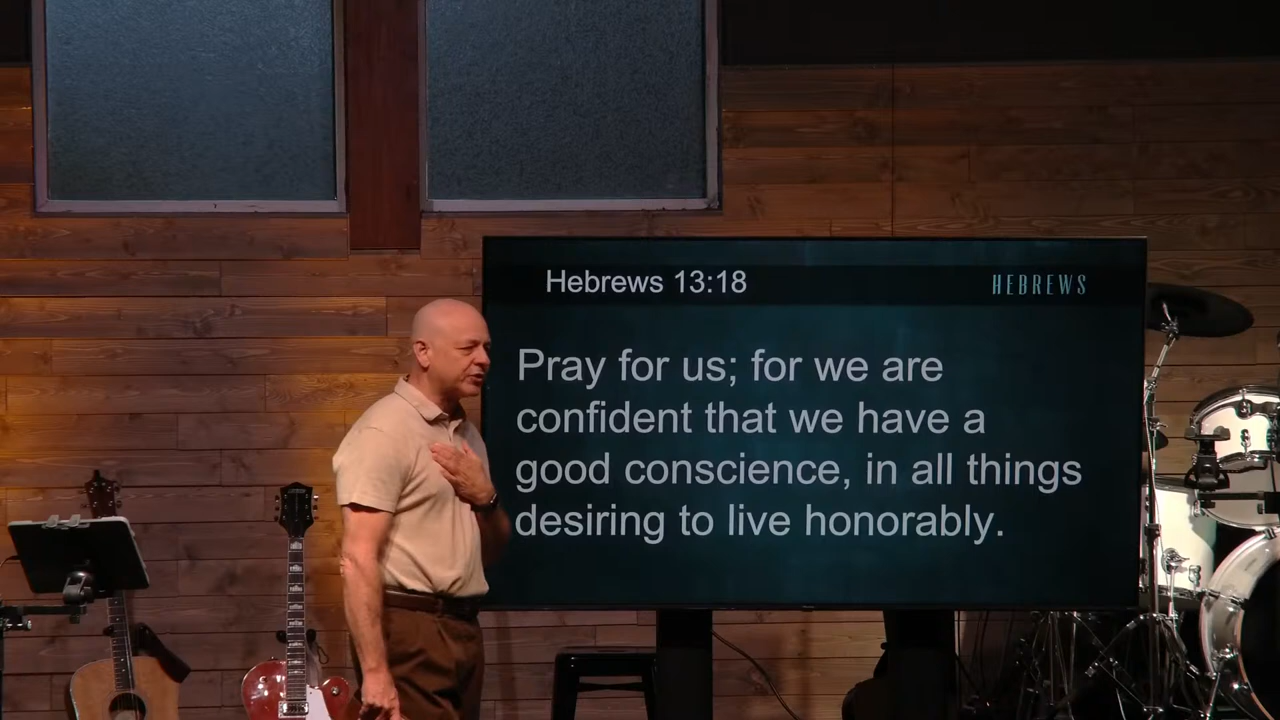 Hebrews 13:18
HEBREWS
Pray for us; for we are
confident that we have a
good conscience, in all things
desiring to live honorably.